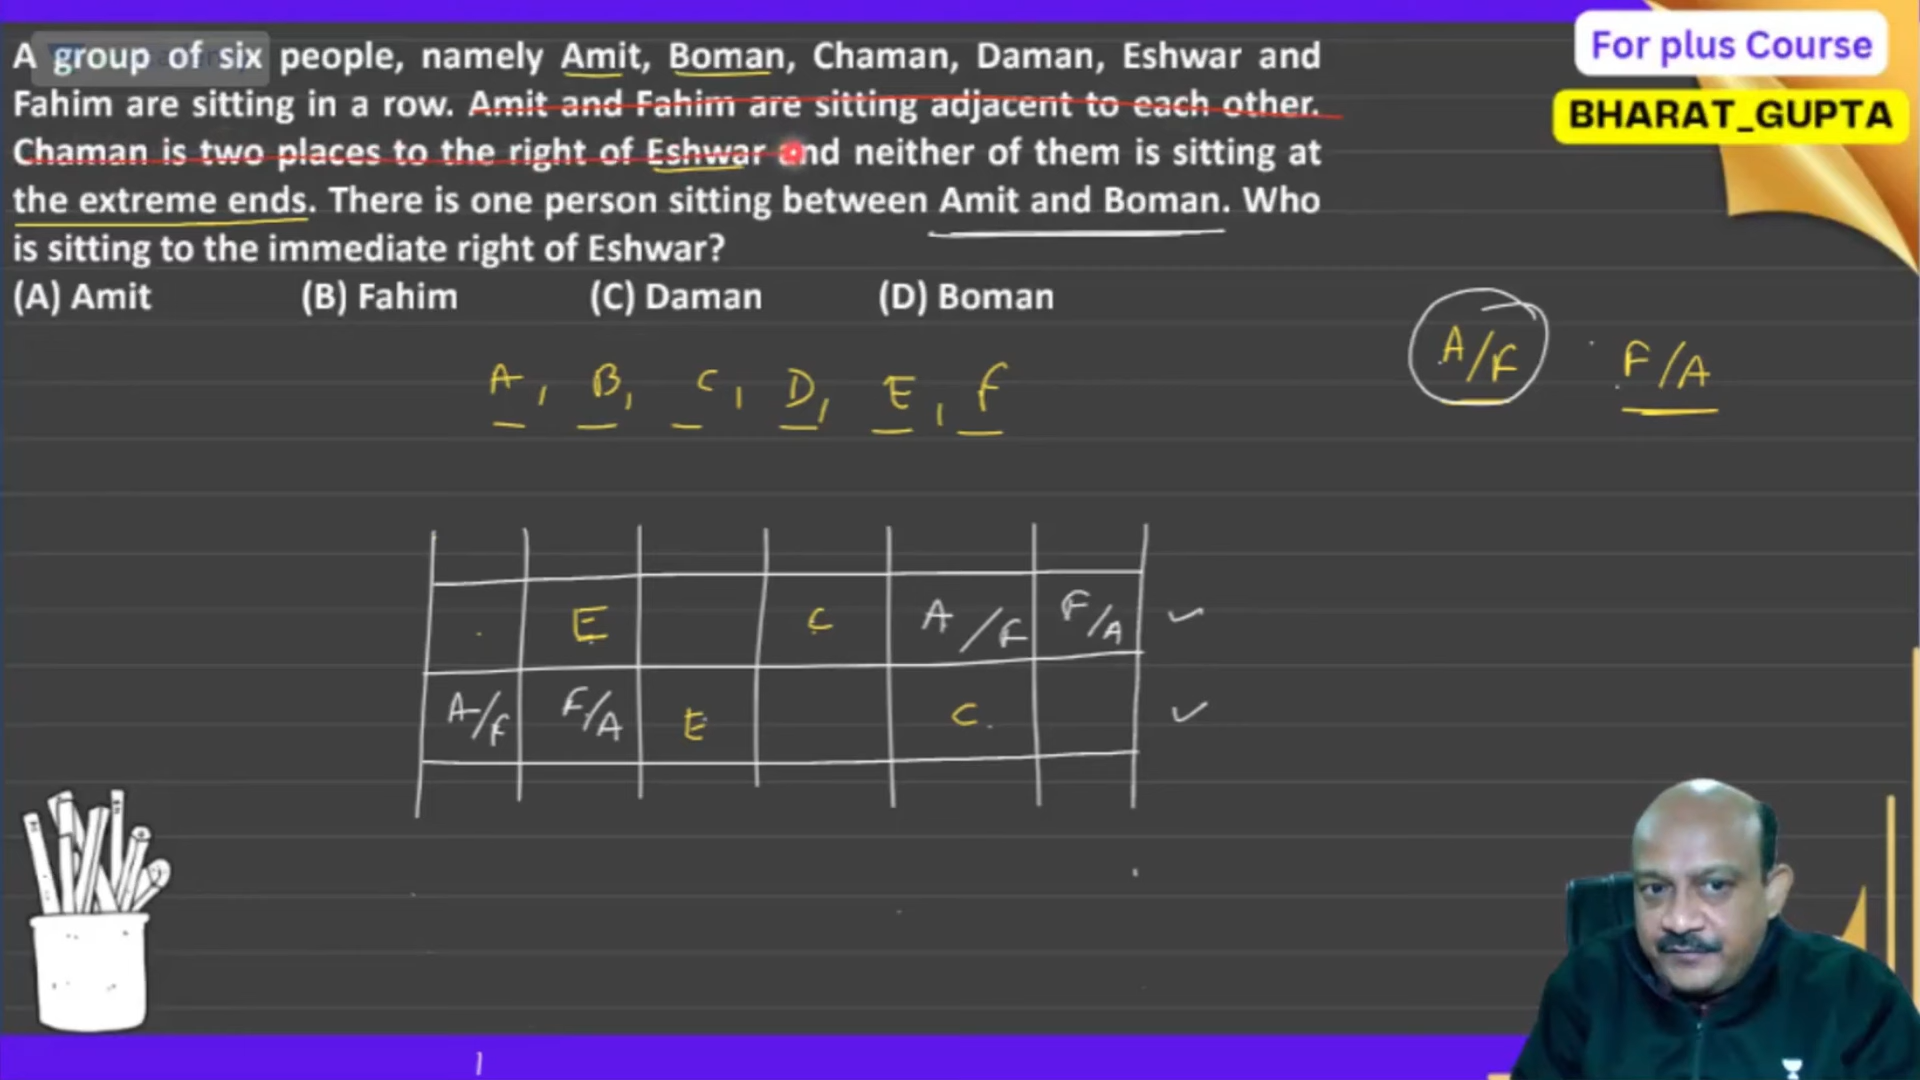 A group of six people, namely Amit, Boman, Chaman, Daman, Eshwar and
Fahim are sitting in a row. Amit and Fahim are sitting adjacent to each other.
Chaman is two places to the right of Eshwar and neither of them is sitting at
the extreme ends. There is one person sitting between Amit and Boman. Who
is sitting to the immediate right of Eshwar?
(A) Amit (B) Fahim (C) Daman (D) Boman
For plus Course
BHARAT_GUPTA
A/F F/A
A, B, C, D, E, F
E C A/F F/A
A/F F/A E C